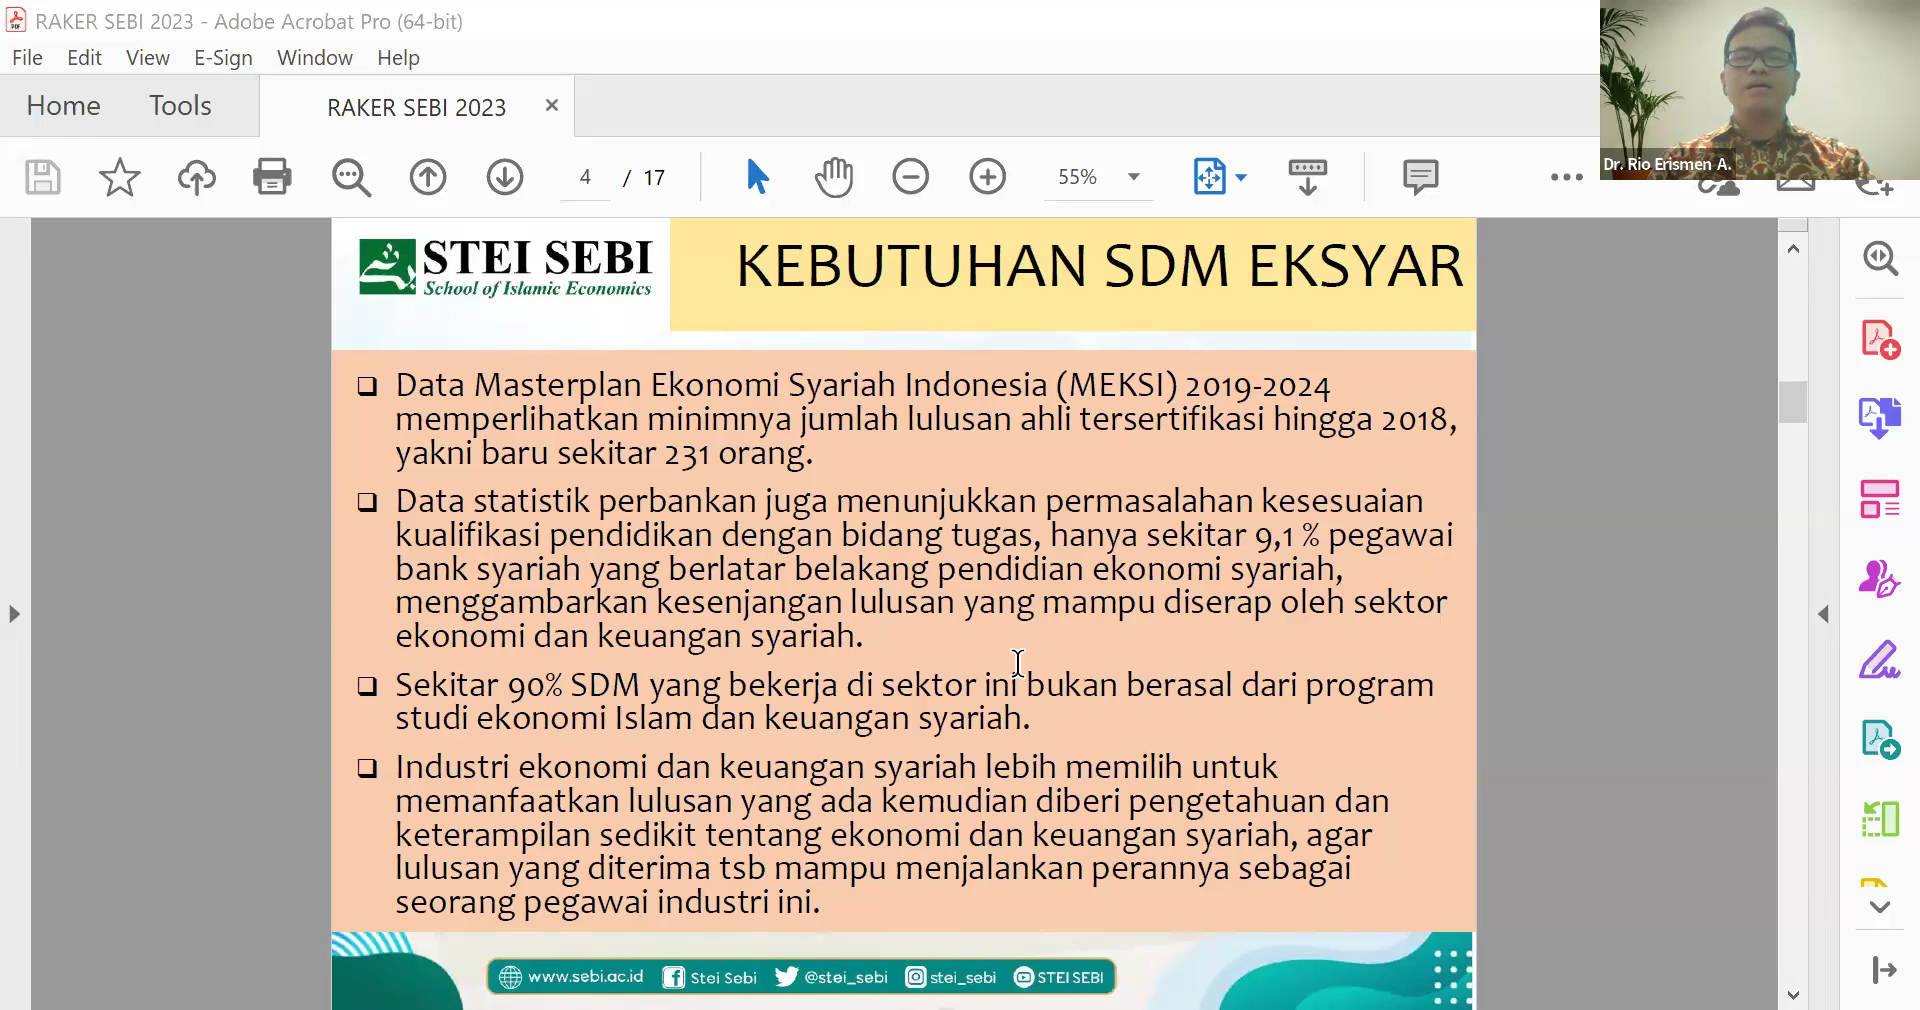 RAKER SEBI 2023 - Adobe Acrobat Pro (64-bit)
File Edit View E-Sign Window Help
Home Tools RAKER SEBI 2023
4 / 17 55%
Dr. Rio Erismen A.
STEI SEBI
School of Islamic Economics
KEBUTUHAN SDM EKSYAR
Data Masterplan Ekonomi Syariah Indonesia (MEKSI) 2019-2024
memperlihatkan minimnya jumlah lulusan ahli tersertifikasi hingga 2018,
yakni baru sekitar 231 orang.
Data statistik perbankan juga menunjukkan permasalahan kesesuaian
kualifikasi pendidikan dengan bidang tugas, hanya sekitar 9,1 % pegawai
bank syariah yang berlatar belakang pendidian ekonomi syariah,
menggambarkan kesenjangan lulusan yang mampu diserap oleh sektor
ekonomi dan keuangan syariah.
Sekitar 90% SDM yang bekerja di sektor ini bukan berasal dari program
studi ekonomi Islam dan keuangan syariah.
Industri ekonomi dan keuangan syariah lebih memilih untuk
memanfaatkan lulusan yang ada kemudian diberi pengetahuan dan
keterampilan sedikit tentang ekonomi dan keuangan syariah, agar
lulusan yang diterima tsb mampu menjalankan perannya sebagai
seorang pegawai industri ini.
www.sebi.ac.id Stei Sebi @stei_sebi stei_sebi STEI SEBI